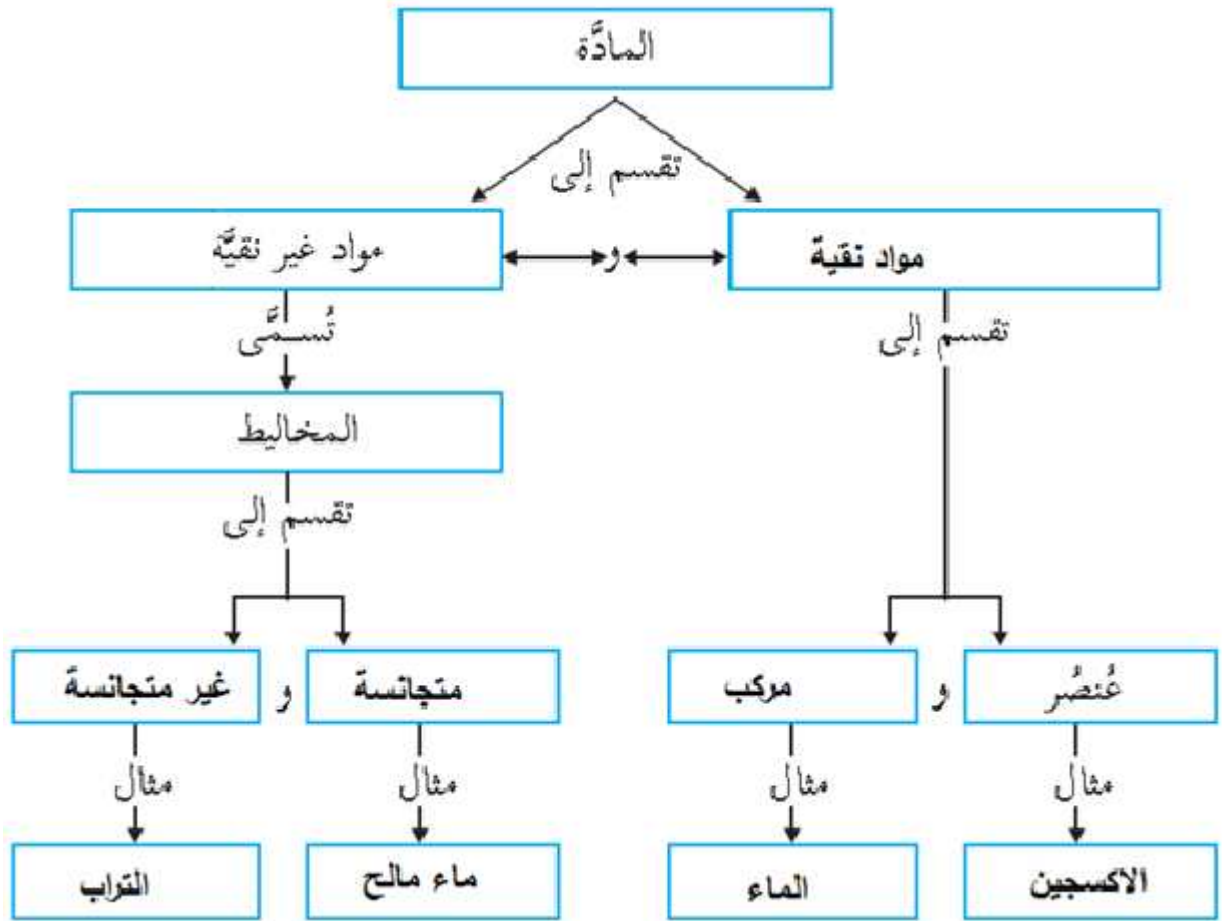 المادَّة
تقسم إلى
مواد نقية
و
مواد غير نقيَّة
تقسم إلى
تُسمَّى
المخاليط
تقسم إلى
عُنصُر
و
مركب
متجانسة
و
غير متجانسة
مثال
مثال
مثال
مثال
الاكسجين
الماء
ماء مالح
التراب